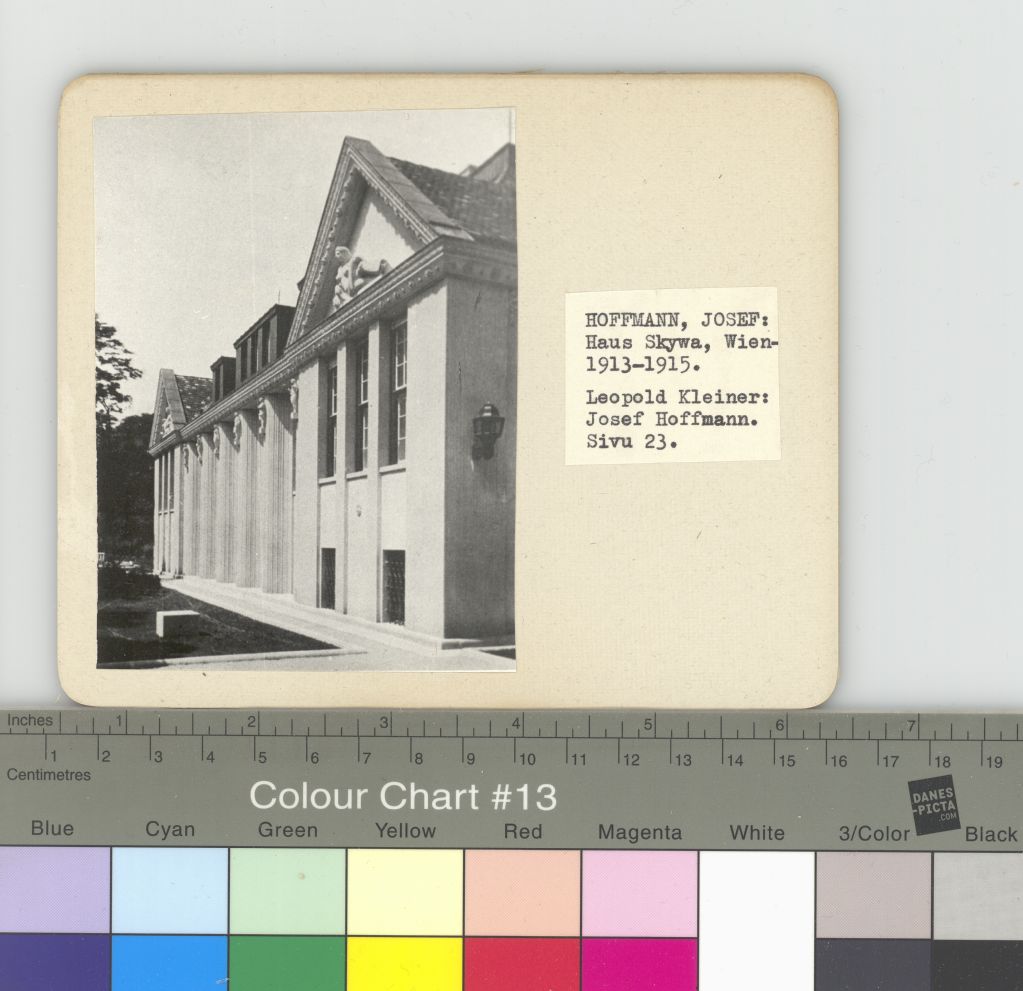 HOFFMANN, JOSEF:
Haus Skywa, Wien-
1913-1915.
Leopold Kleiner:
Josef Hoffmann.
Sivu 23.
Inches 1 2 3 4 5 6 7
1 2 3 4 5 6 7 8 9 10 11 12 13 14 15 16 17 18 19
Centimetres
Colour Chart #13
DANES
-PICTA
.COM
Blue Cyan Green Yellow Red Magenta White 3/Color Black